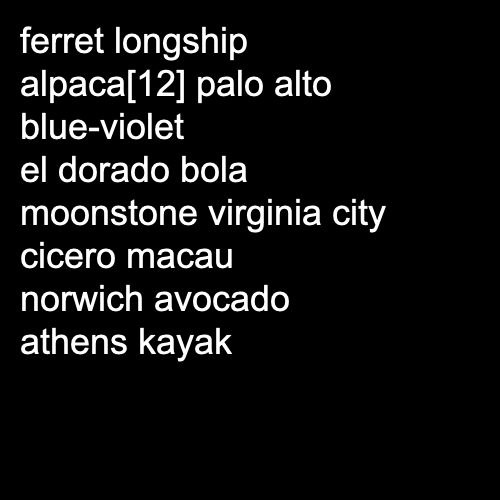 ferret longship
alpaca[12] palo alto
blue-violet
el dorado bola
moonstone virginia city
cicero macau
norwich avocado
athens kayak